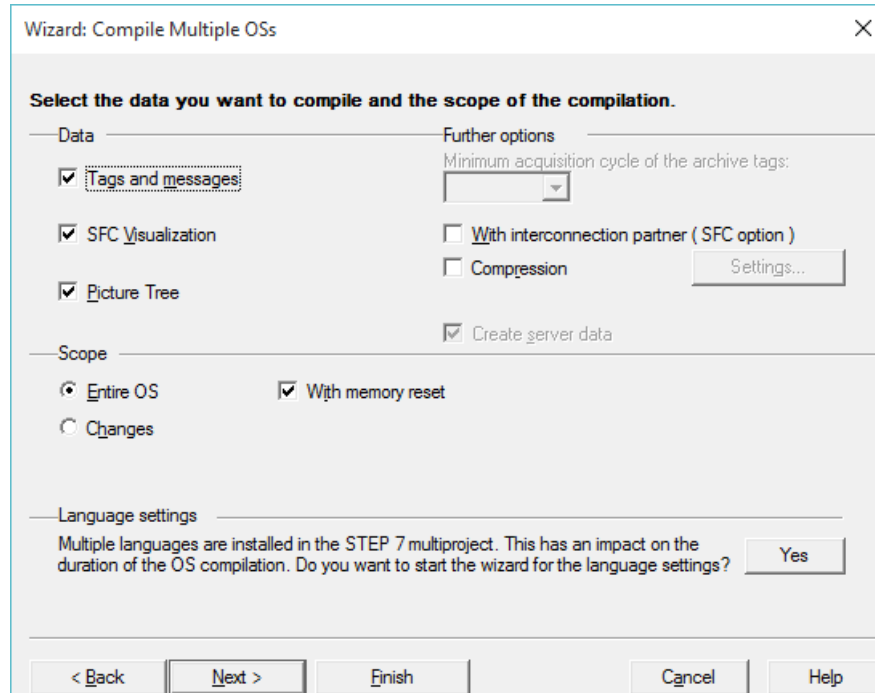 Wizard: Compile Multiple OSs
Select the data you want to compile and the scope of the compilation.
Data
Further options
Tags and messages
Minimum acquisition cycle of the archive tags:
SFC Visualization
With interconnection partner ( SFC option )
Compression
Settings...
Picture Tree
Create server data
Scope
Entire OS
With memory reset
Changes
Language settings
Multiple languages are installed in the STEP 7 multiproject. This has an impact on the
duration of the OS compilation. Do you want to start the wizard for the language settings?
Yes
< Back
Next >
Finish
Cancel
Help